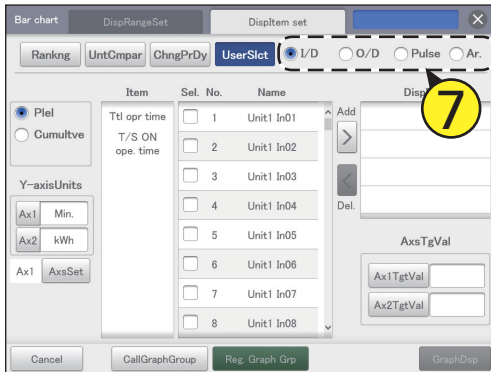 Bar chart
DispRangeSet
DispItem set
Rankng
UntCmpar
ChngPrDy
UserSlct
I/D
O/D
Pulse
Ar.
Item
Sel.
No.
Name
Plel
Cumultve
Ttl opr time
T/S ON
ope. time
1 Unit1 In01
2 Unit1 In02
3 Unit1 In03
4 Unit1 In04
5 Unit1 In05
6 Unit1 In06
7 Unit1 In07
8 Unit1 In08
Add
>
<
Del.
7
Y-axisUnits
Ax1 Min.
Ax2 kWh
Ax1 AxsSet
AxsTgVal
Ax1TgtVal
Ax2TgtVal
Cancel
CallGraphGroup
Reg. Graph Grp
GraphDsp